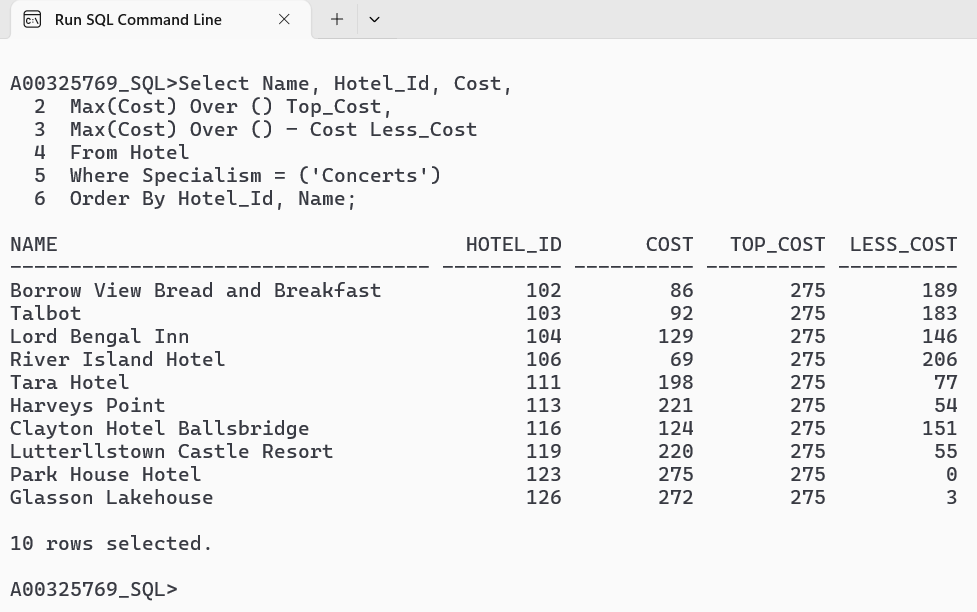 Run SQL Command Line
A00325769_SQL>Select Name, Hotel_Id, Cost,
  2  Max(Cost) Over () Top_Cost,
  3  Max(Cost) Over () - Cost Less_Cost
  4  From Hotel
  5  Where Specialism = ('Concerts')
  6  Order By Hotel_Id, Name;
NAME HOTEL_ID COST TOP_COST LESS_COST
----------------------------------- ---------- ---------- ---------- ----------
Borrow View Bread and Breakfast 102 86 275 189
Talbot 103 92 275 183
Lord Bengal Inn 104 129 275 146
River Island Hotel 106 69 275 206
Tara Hotel 111 198 275 77
Harveys Point 113 221 275 54
Clayton Hotel Ballsbridge 116 124 275 151
Lutterllstown Castle Resort 119 220 275 55
Park House Hotel 123 275 275 0
Glasson Lakehouse 126 272 275 3
10 rows selected.
A00325769_SQL>